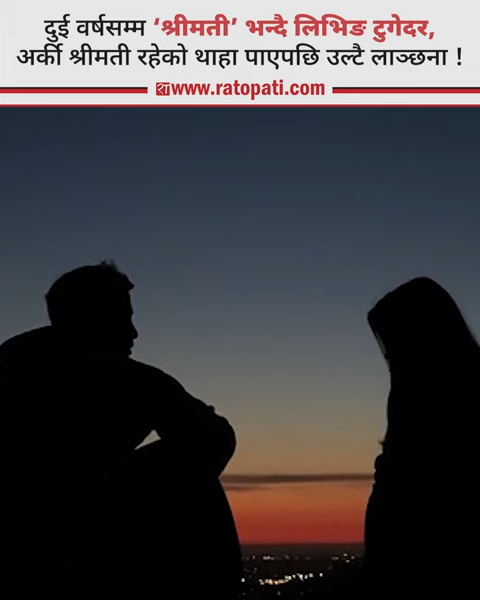 दुई वर्षसम्म ‘श्रीमती’ भन्दै लिभिङ टुगेदर,
अर्की श्रीमती रहेको थाहा पाएपछि उल्टै लाञ्छना !
रा www.ratopati.com